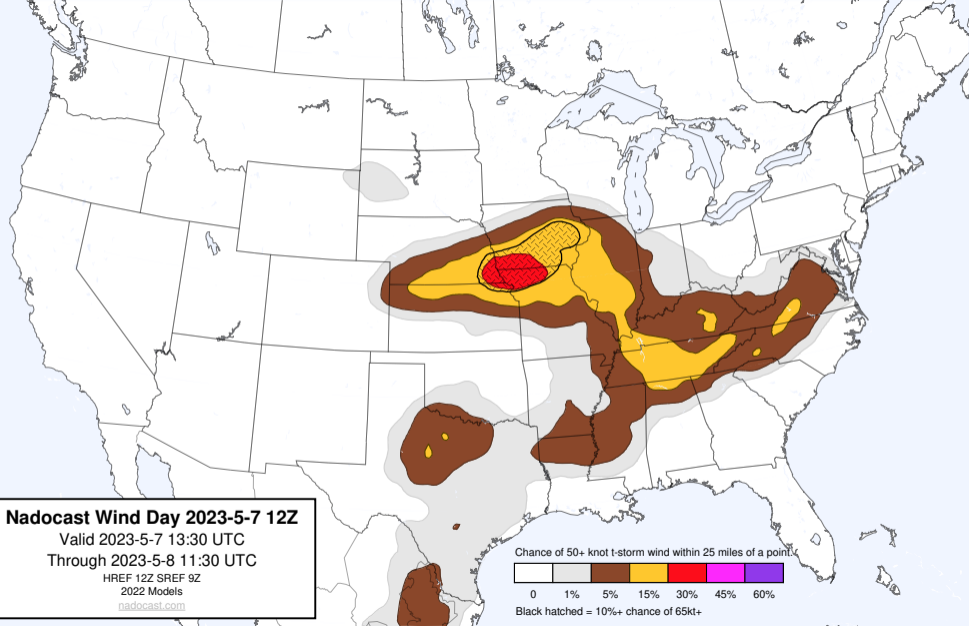 Nadocast Wind Day 2023-5-7 12Z
Valid 2023-5-7 13:30 UTC
Through 2023-5-8 11:30 UTC
HREF 12Z SREF 9Z
2022 Models
nadocast.com
Chance of 50+ knot t-storm wind within 25 miles of a point.
0 1% 5% 15% 30% 45% 60%
Black hatched = 10%+ chance of 65kt+